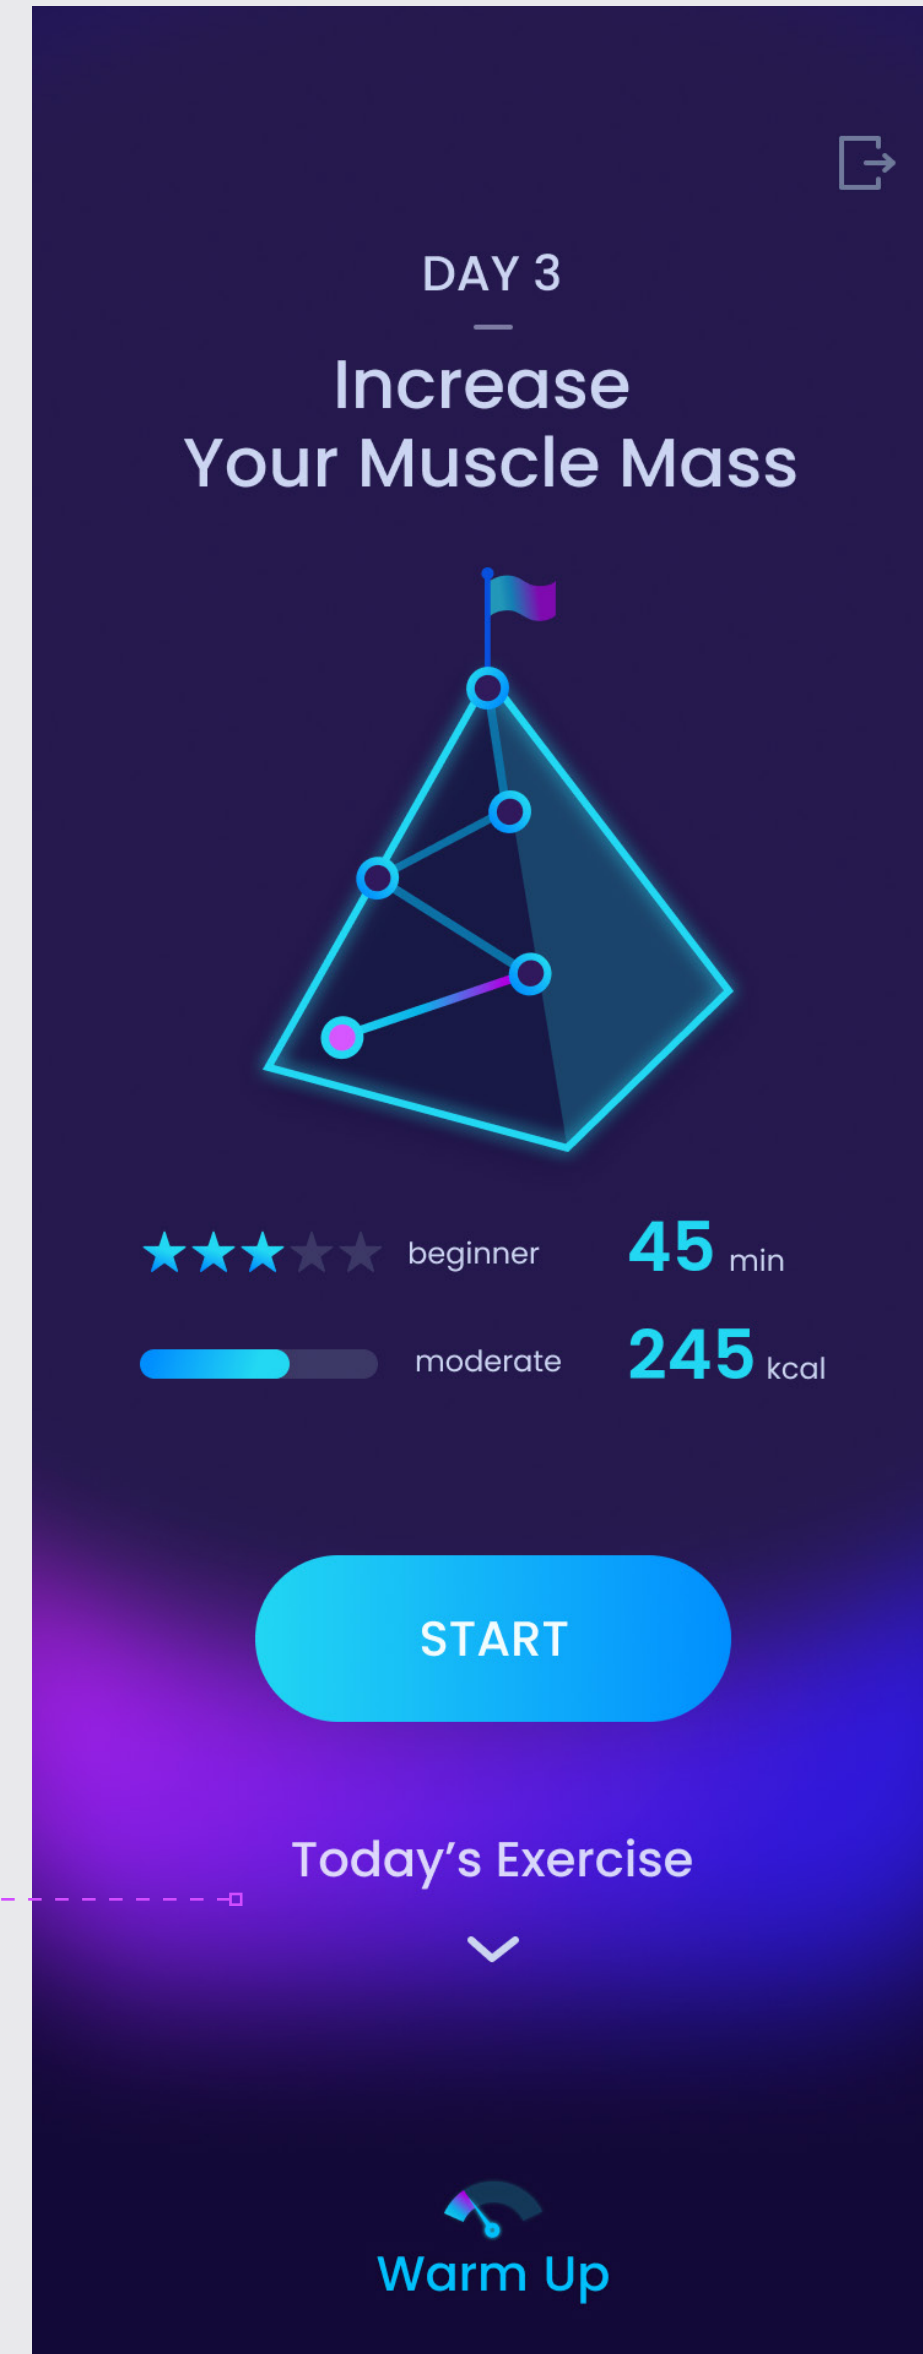 DAY 3
Increase
Your Muscle Mass
beginner 45 min
moderate 245 kcal
START
Today's Exercise
Warm Up